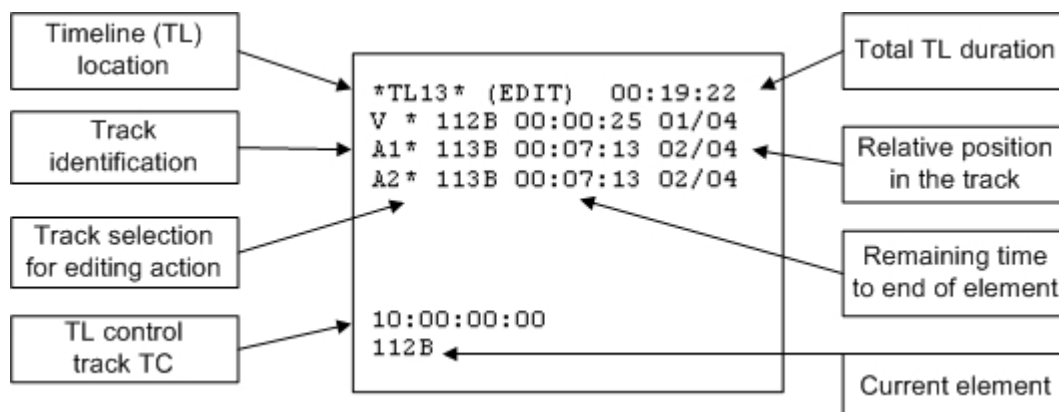 Timeline (TL)
location
Track
identification
Track selection
for editing action
TL control
track TC
*TL13* (EDIT) 00:19:22
V * 112B 00:00:25 01/04
A1* 113B 00:07:13 02/04
A2* 113B 00:07:13 02/04
10:00:00:00
112B
Total TL duration
Relative position
in the track
Remaining time
to end of element
Current element